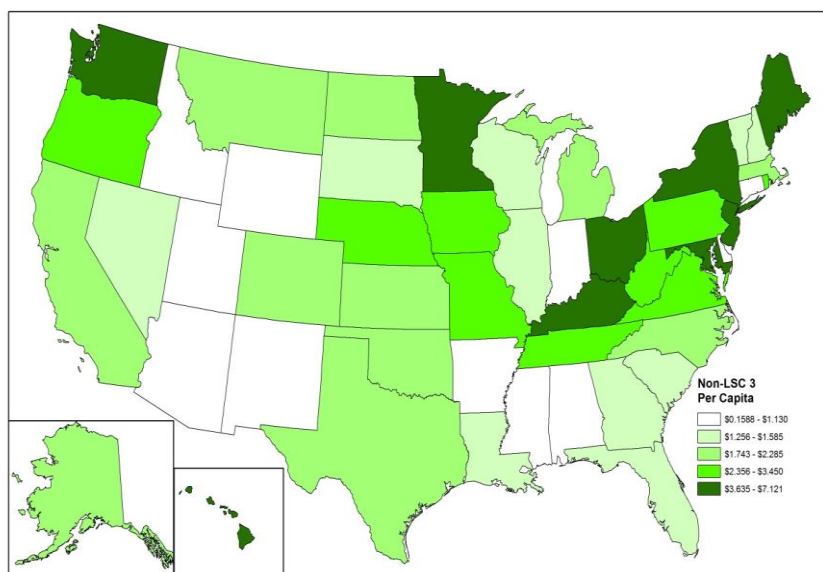 Non-LSC 3
Per Capita
$0.1588 - $1.130
$1.256 - $1.585
$1.743 - $2.285
$2.356 - $3.450
$3.635 - $7.121